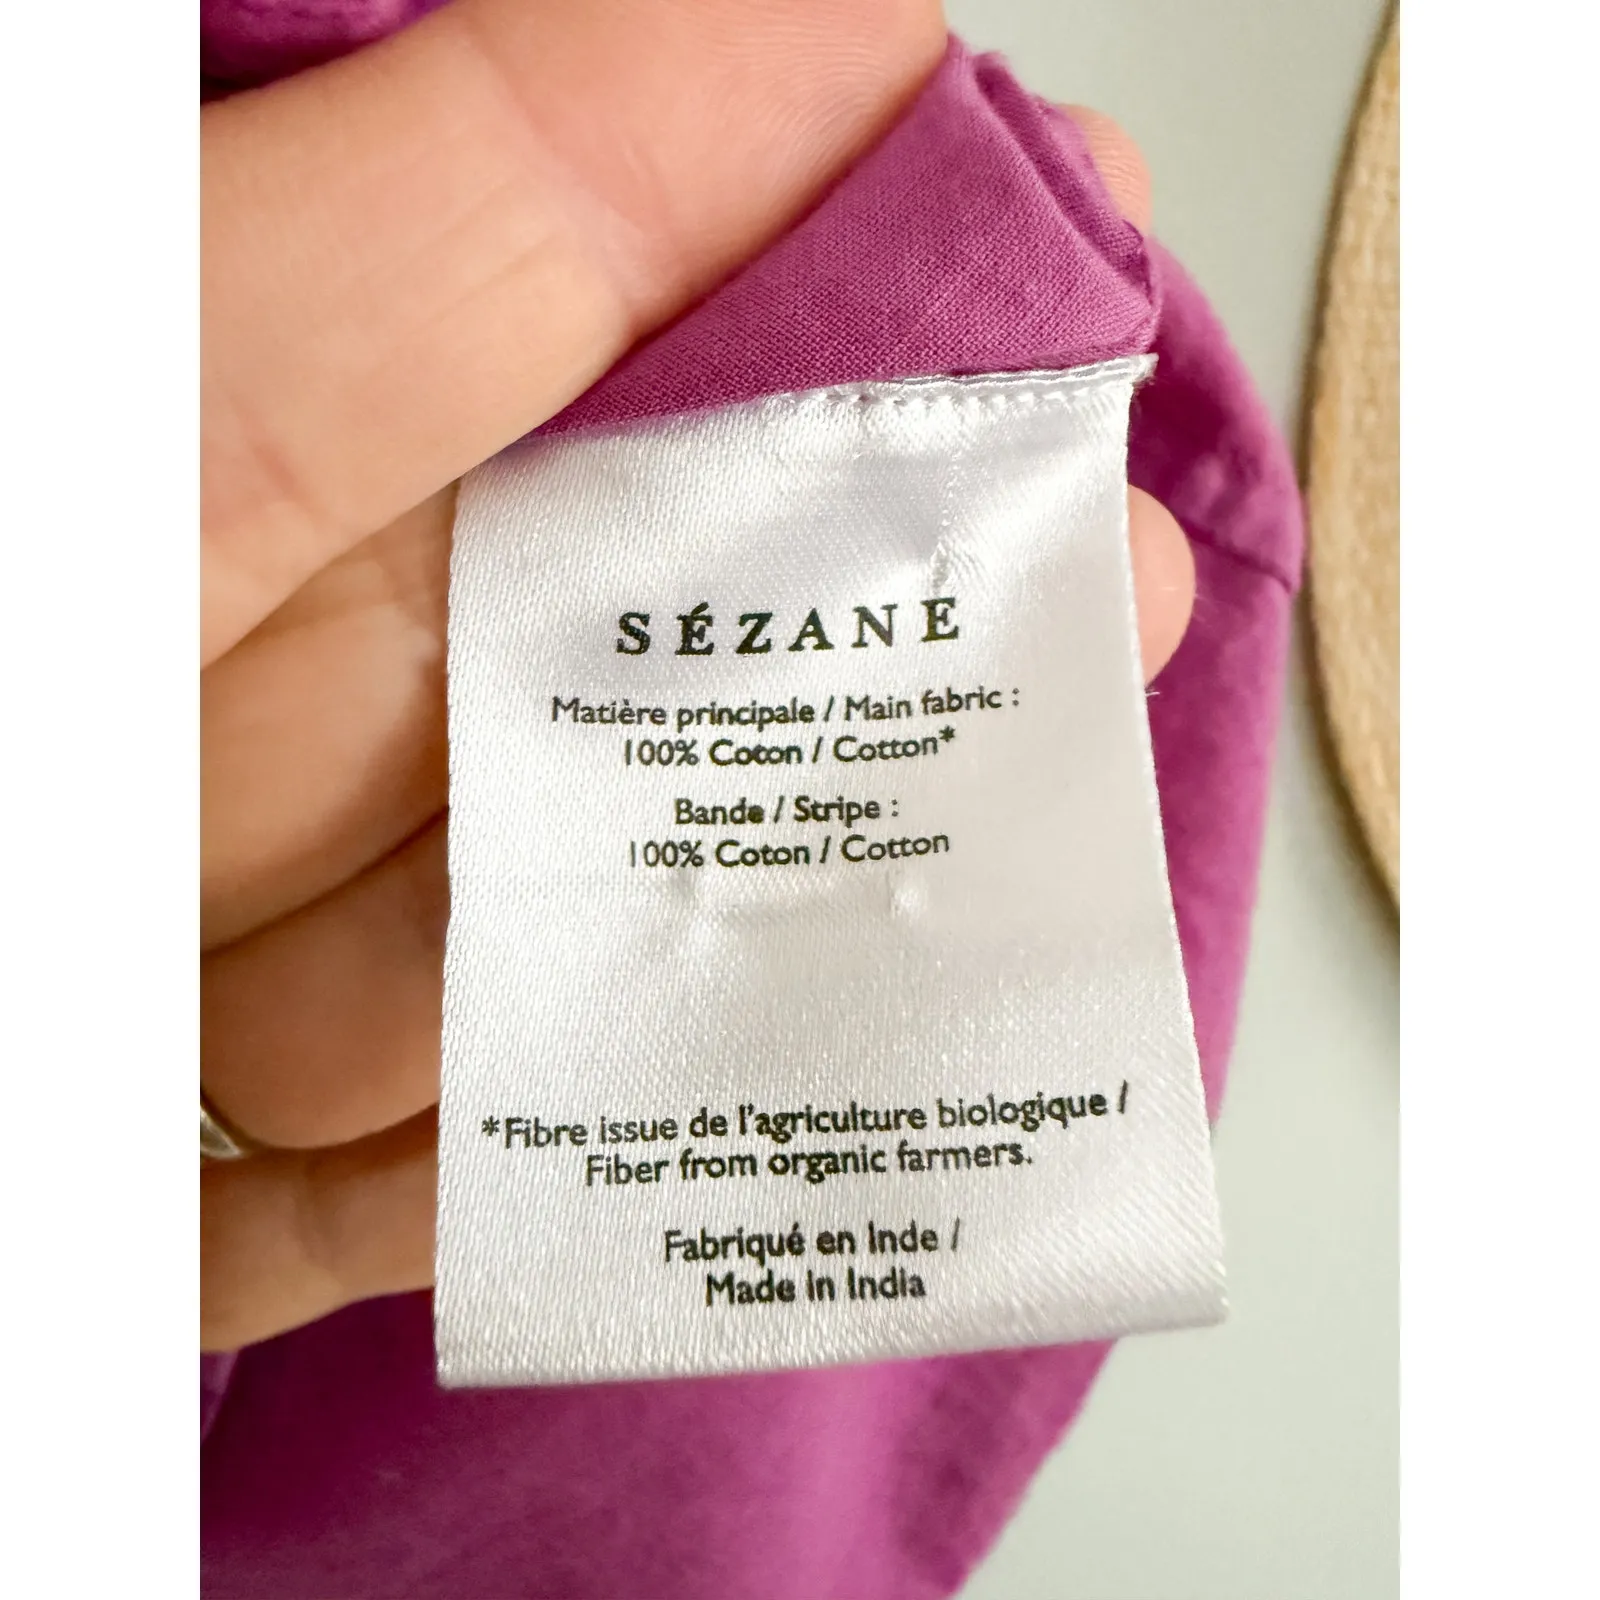 SÉZANE
Matière principale / Main fabric :
100% Coton / Cotton*
Bande / Stripe :
100% Coton / Cotton
*Fibre issue de l'agriculture biologique /
Fiber from organic farmers.
Fabriqué en Inde /
Made in India